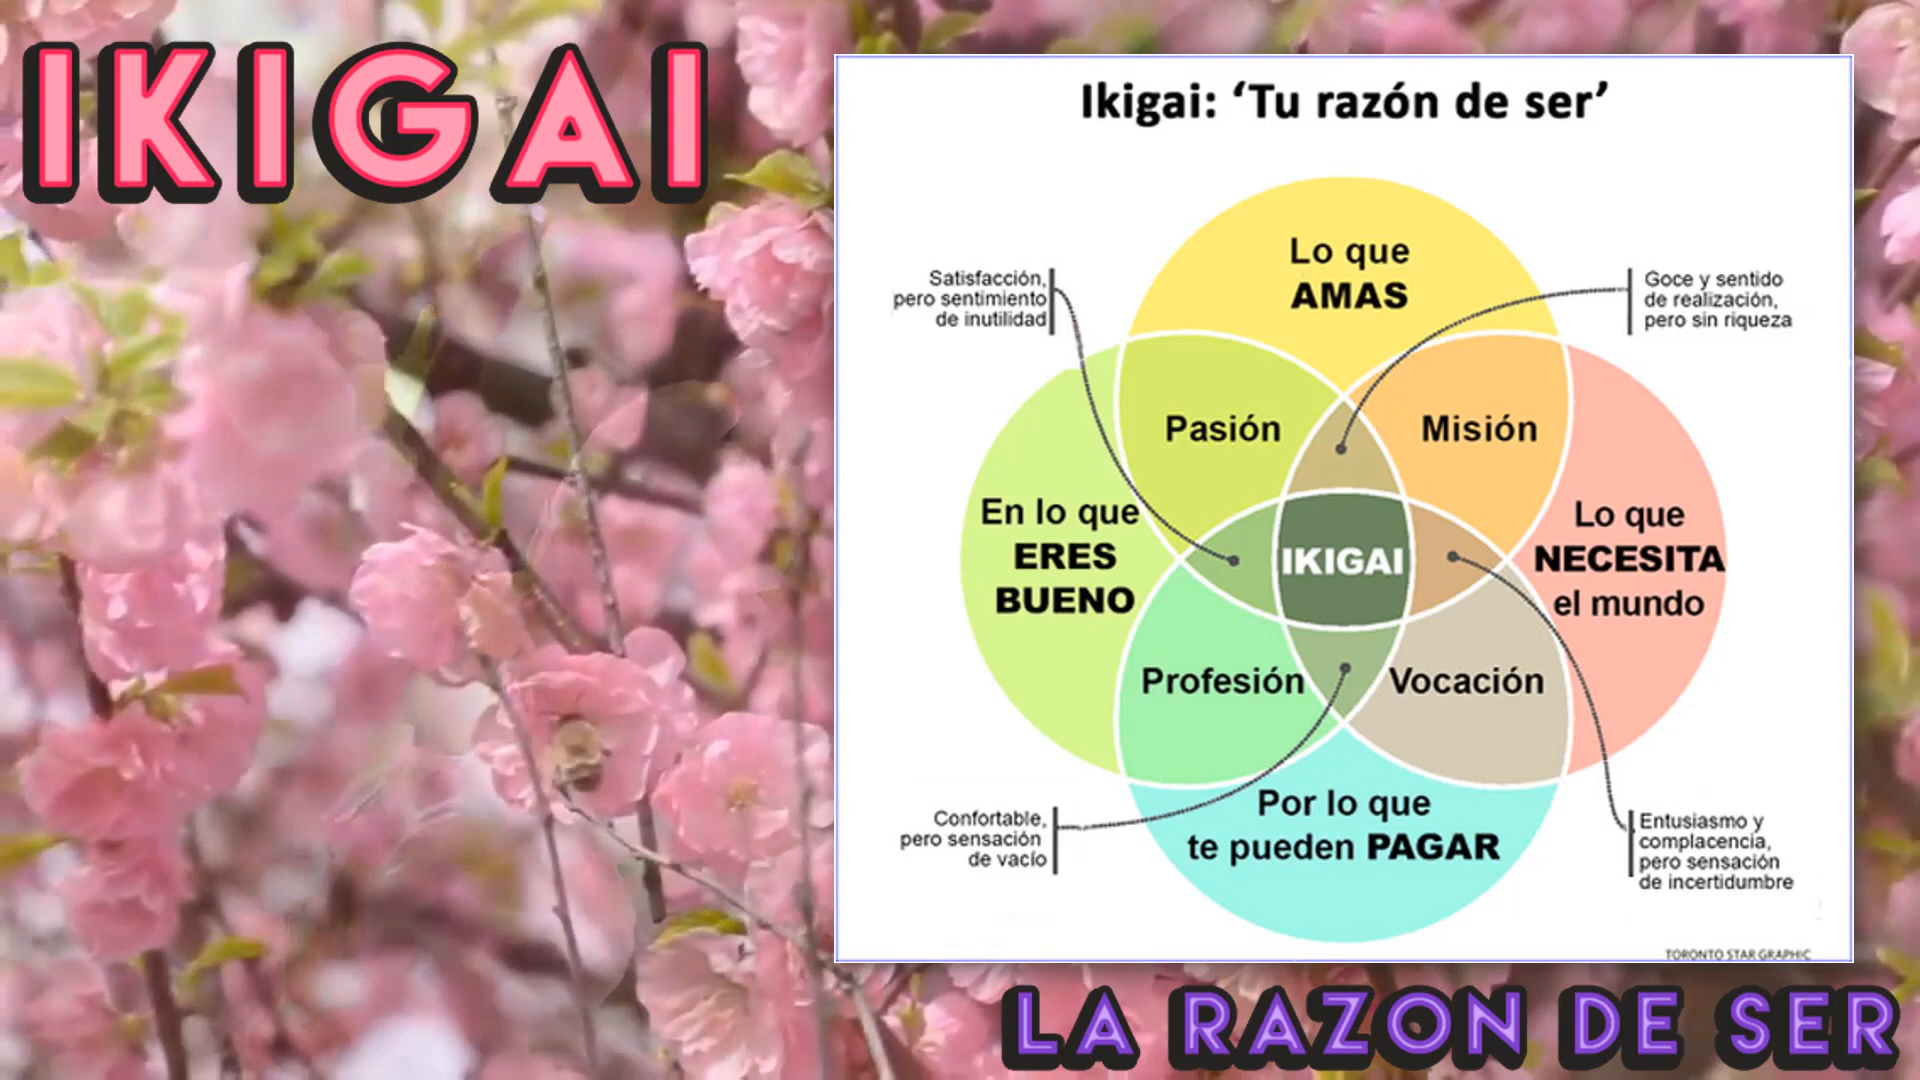 IKIGAI
Ikigai: ‘Tu razón de ser’
Lo que
AMAS
Satisfacción,
pero sentimiento
de inutilidad
Goce y sentido
de realización,
pero sin riqueza
Pasión
Misión
En lo que
ERES
BUENO
IKIGAI
Lo que
NECESITA
el mundo
Profesión
Vocación
Por lo que
te pueden PAGAR
Confortable,
pero sensación
de vacío
Entusiasmo y
complacencia,
pero sensación
de incertidumbre
TORONTO STAR GRAPHIC
LA RAZON DE SER